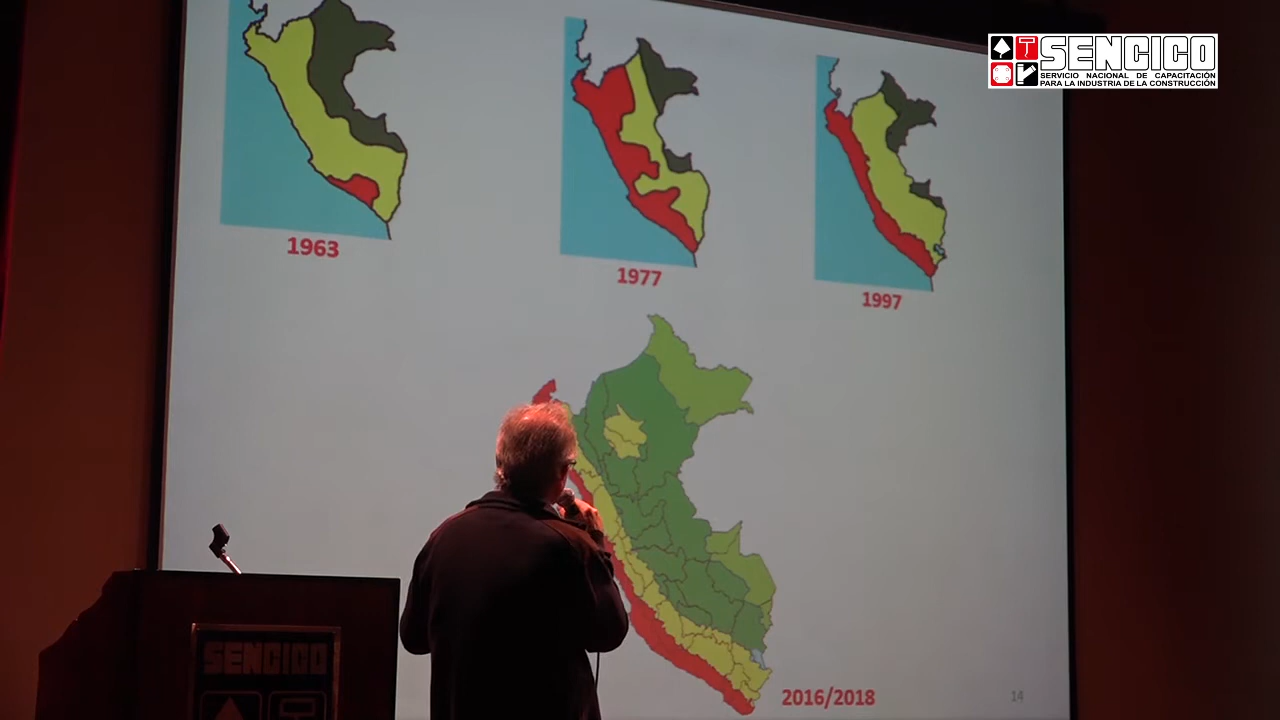 SENCICO
SERVICIO NACIONAL DE CAPACITACIÓN
PARA LA INDUSTRIA DE LA CONSTRUCCIÓN
1963
1977
1997
2016/2018
14
SENCICO